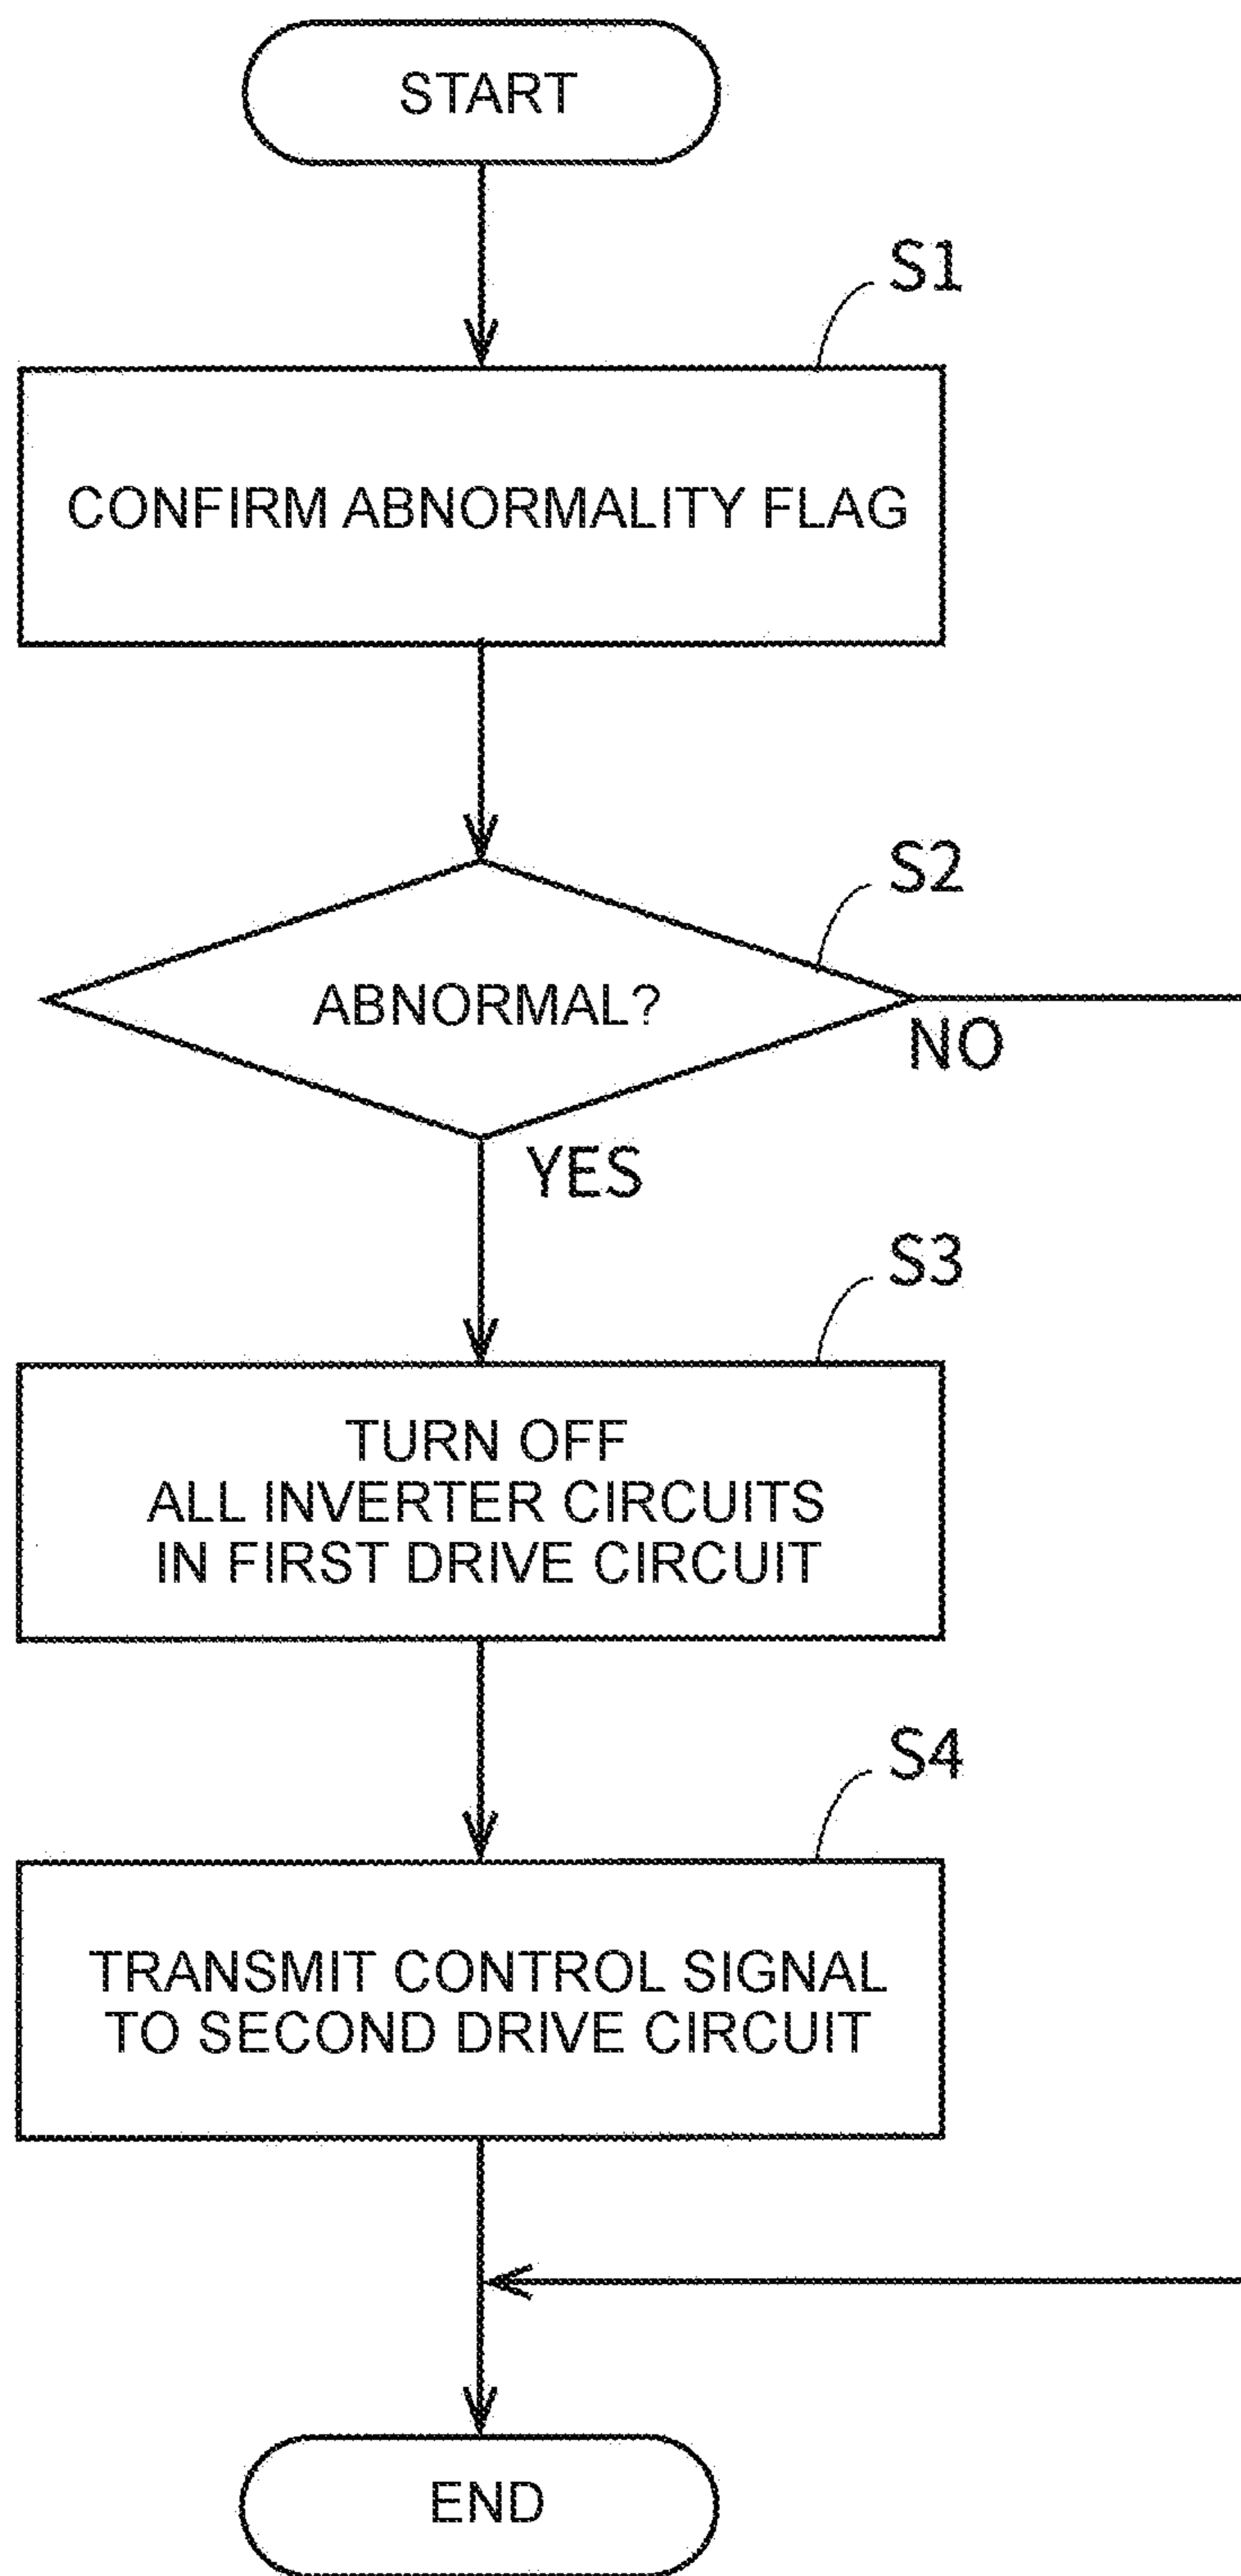 START
S1
CONFIRM ABNORMALITY FLAG
S2
ABNORMAL?
NO
YES
S3
TURN OFF
ALL INVERTER CIRCUITS
IN FIRST DRIVE CIRCUIT
S4
TRANSMIT CONTROL SIGNAL
TO SECOND DRIVE CIRCUIT
END